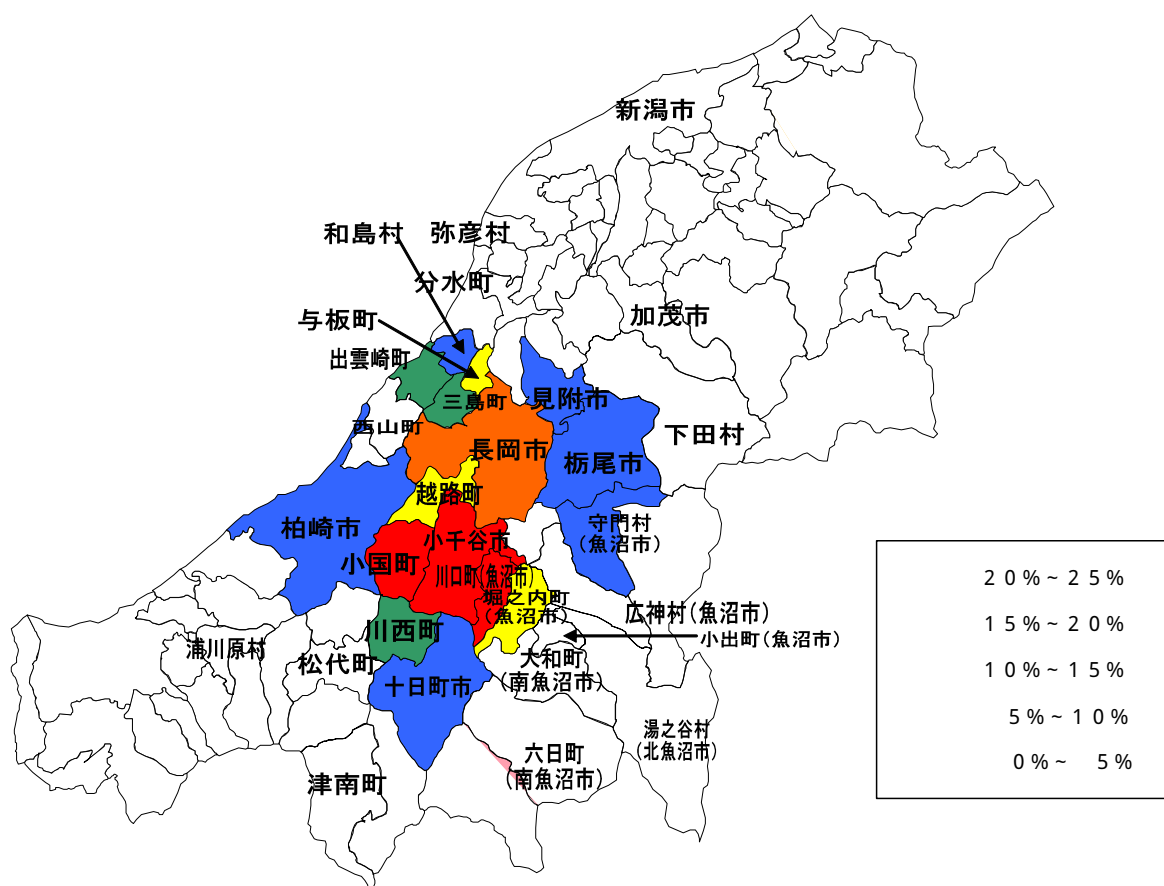 新潟市
和島村
弥彦村
分水町
与板町
加茂市
出雲崎町
三島町
見附市
西山町
長岡市
下田村
栃尾市
越路町
柏崎市
守門村
(魚沼市)
小千谷市
小国町
川口町(魚沼市)
堀之内町
(魚沼市)
広神村(魚沼市)
川西町
小出町(魚沼市)
浦川原村
松代町
大和町
(南魚沼市)
十日町市
湯之谷村
(北魚沼市)
六日町
(南魚沼市)
津南町
20%~25%
15%~20%
10%~15%
5%~10%
0%~ 5%